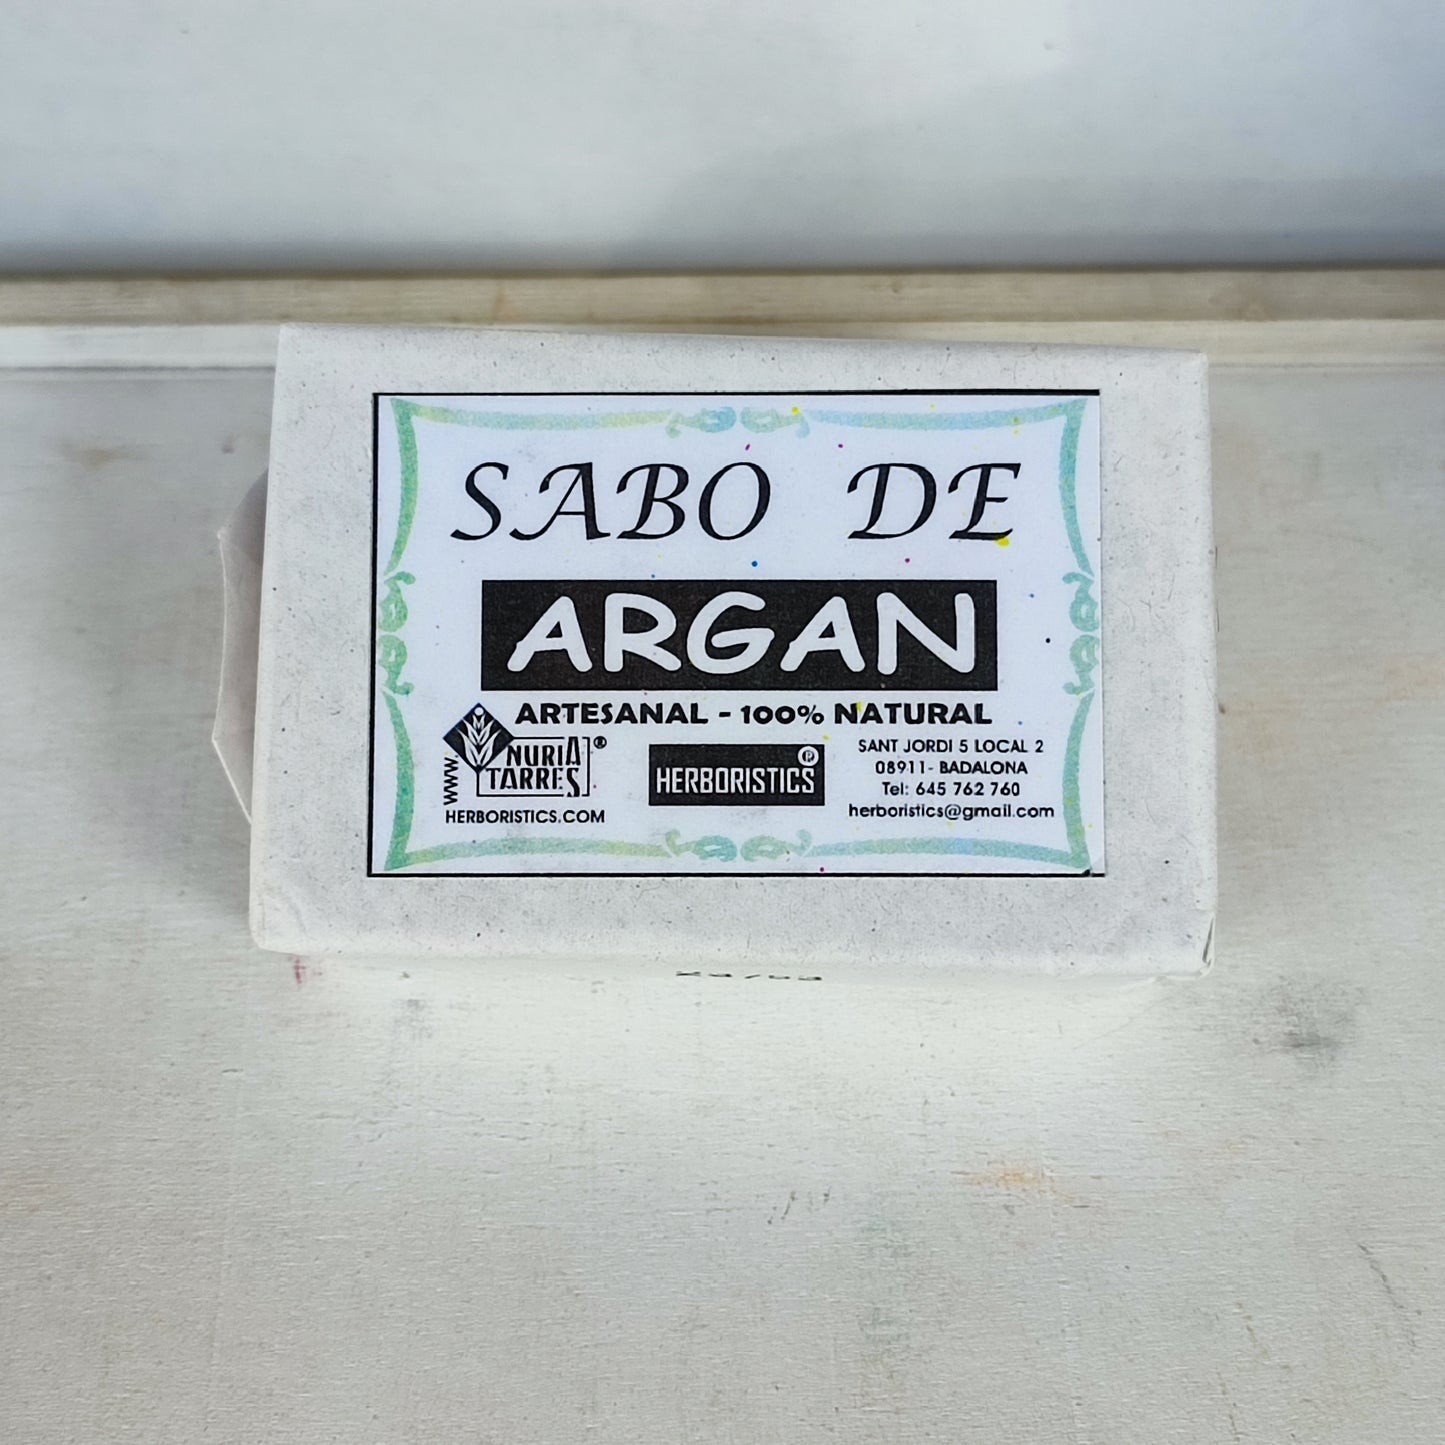 SABO DE
ARGAN
ARTESANAL - 100% NATURAL
WWW.
NURIA
TARRES ®
HERBORISTICS.COM
HERBORISTICS
SANT JORDI 5 LOCAL 2
08911- BADALONA
Tel: 645 762 760
herboristics@gmail.com